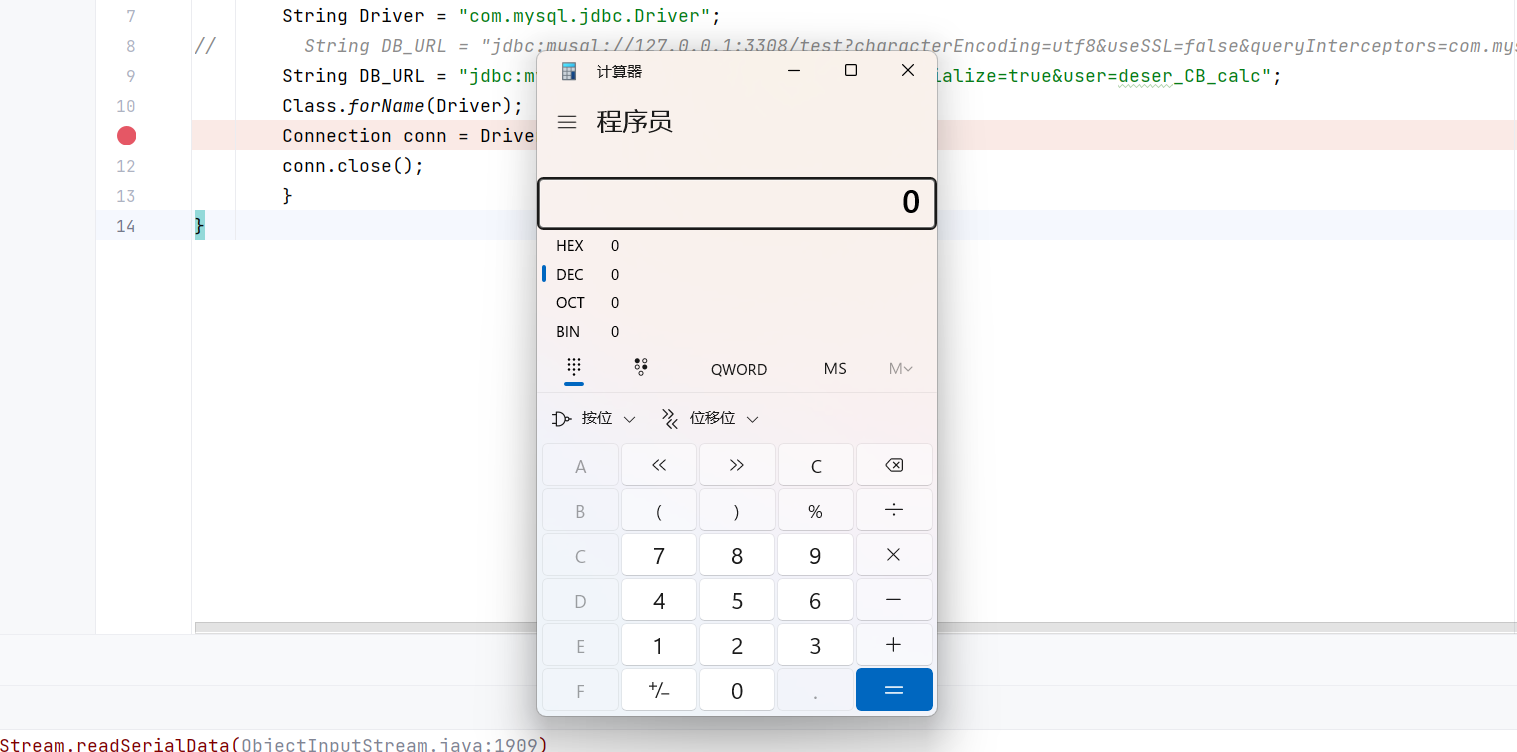 7 String Driver = "com.mysql.jdbc.Driver";
8 // String DB_URL = "jdbc:mysql://127.0.0.1:3308/test?characterEncoding=utf8&useSSL=false&queryInterceptors=com.mys
9 String DB_URL = "jdbc:m ialize=true&user=deser_CB_calc";
10 Class.forName(Driver);
Connection conn = Drive
12 conn.close();
13 }
14 }
计算器
程序员
0
HEX 0
DEC 0
OCT 0
BIN 0
QWORD MS M
按位 位移位
A << >> C
B ( ) % ÷
C 7 8 9 ×
D 4 5 6 −
E 1 2 3 +
F +/− 0 . =
Stream.readSerialData(ObjectInputStream.java:1909)